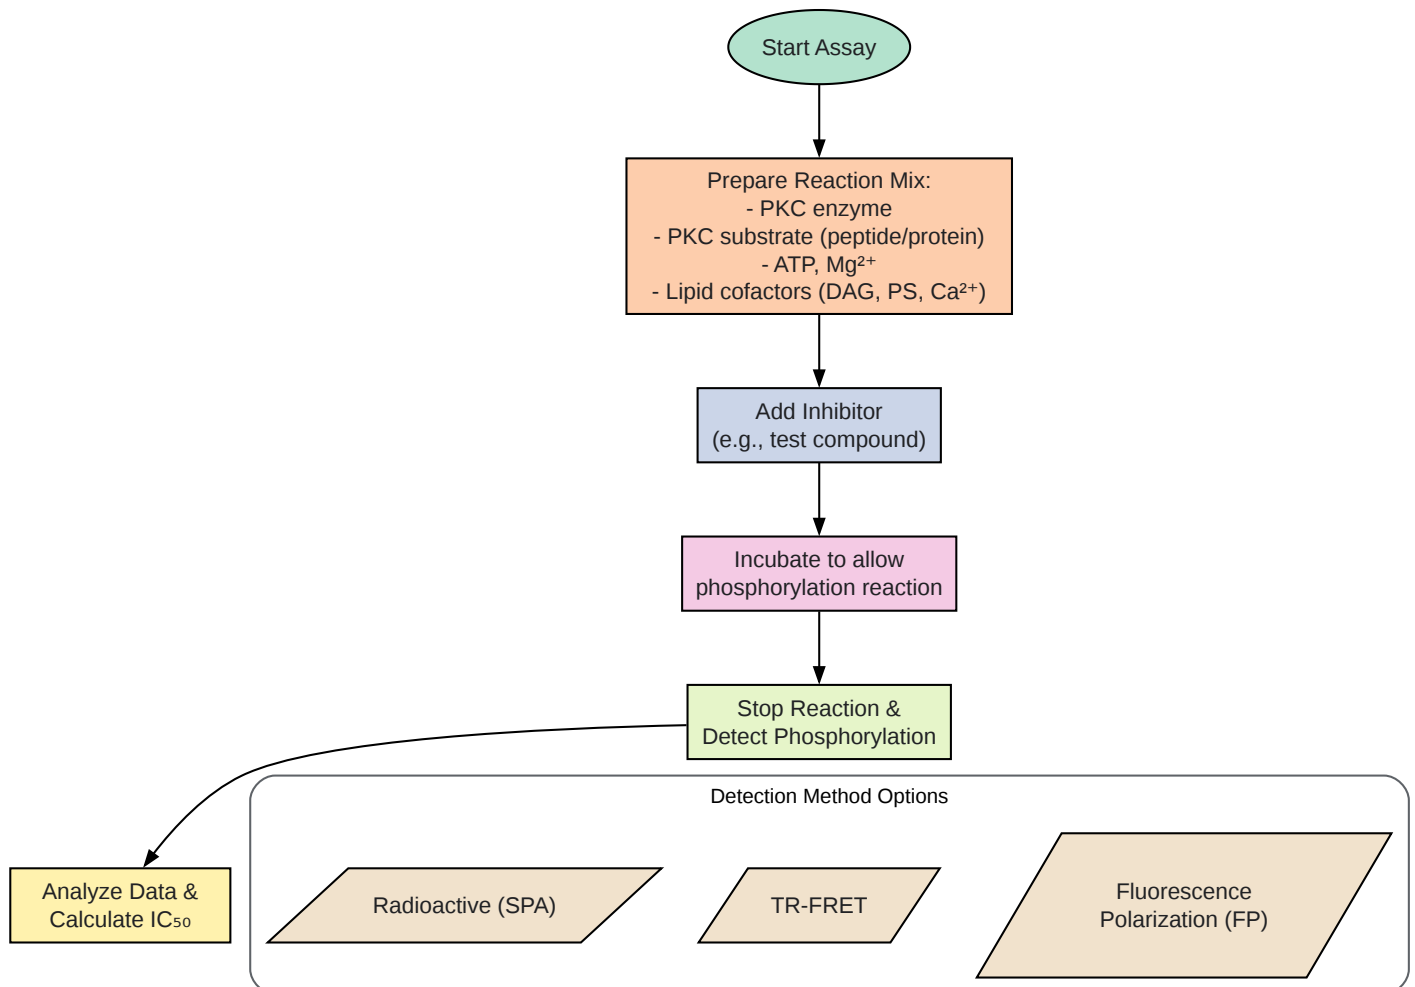 Start Assay
Prepare Reaction Mix:
- PKC enzyme
- PKC substrate (peptide/protein)
- ATP, Mg²⁺
- Lipid cofactors (DAG, PS, Ca²⁺)
Add Inhibitor
(e.g., test compound)
Incubate to allow
phosphorylation reaction
Stop Reaction &
Detect Phosphorylation
Detection Method Options
Analyze Data &
Calculate IC₅₀
Radioactive (SPA)
TR-FRET
Fluorescence
Polarization (FP)